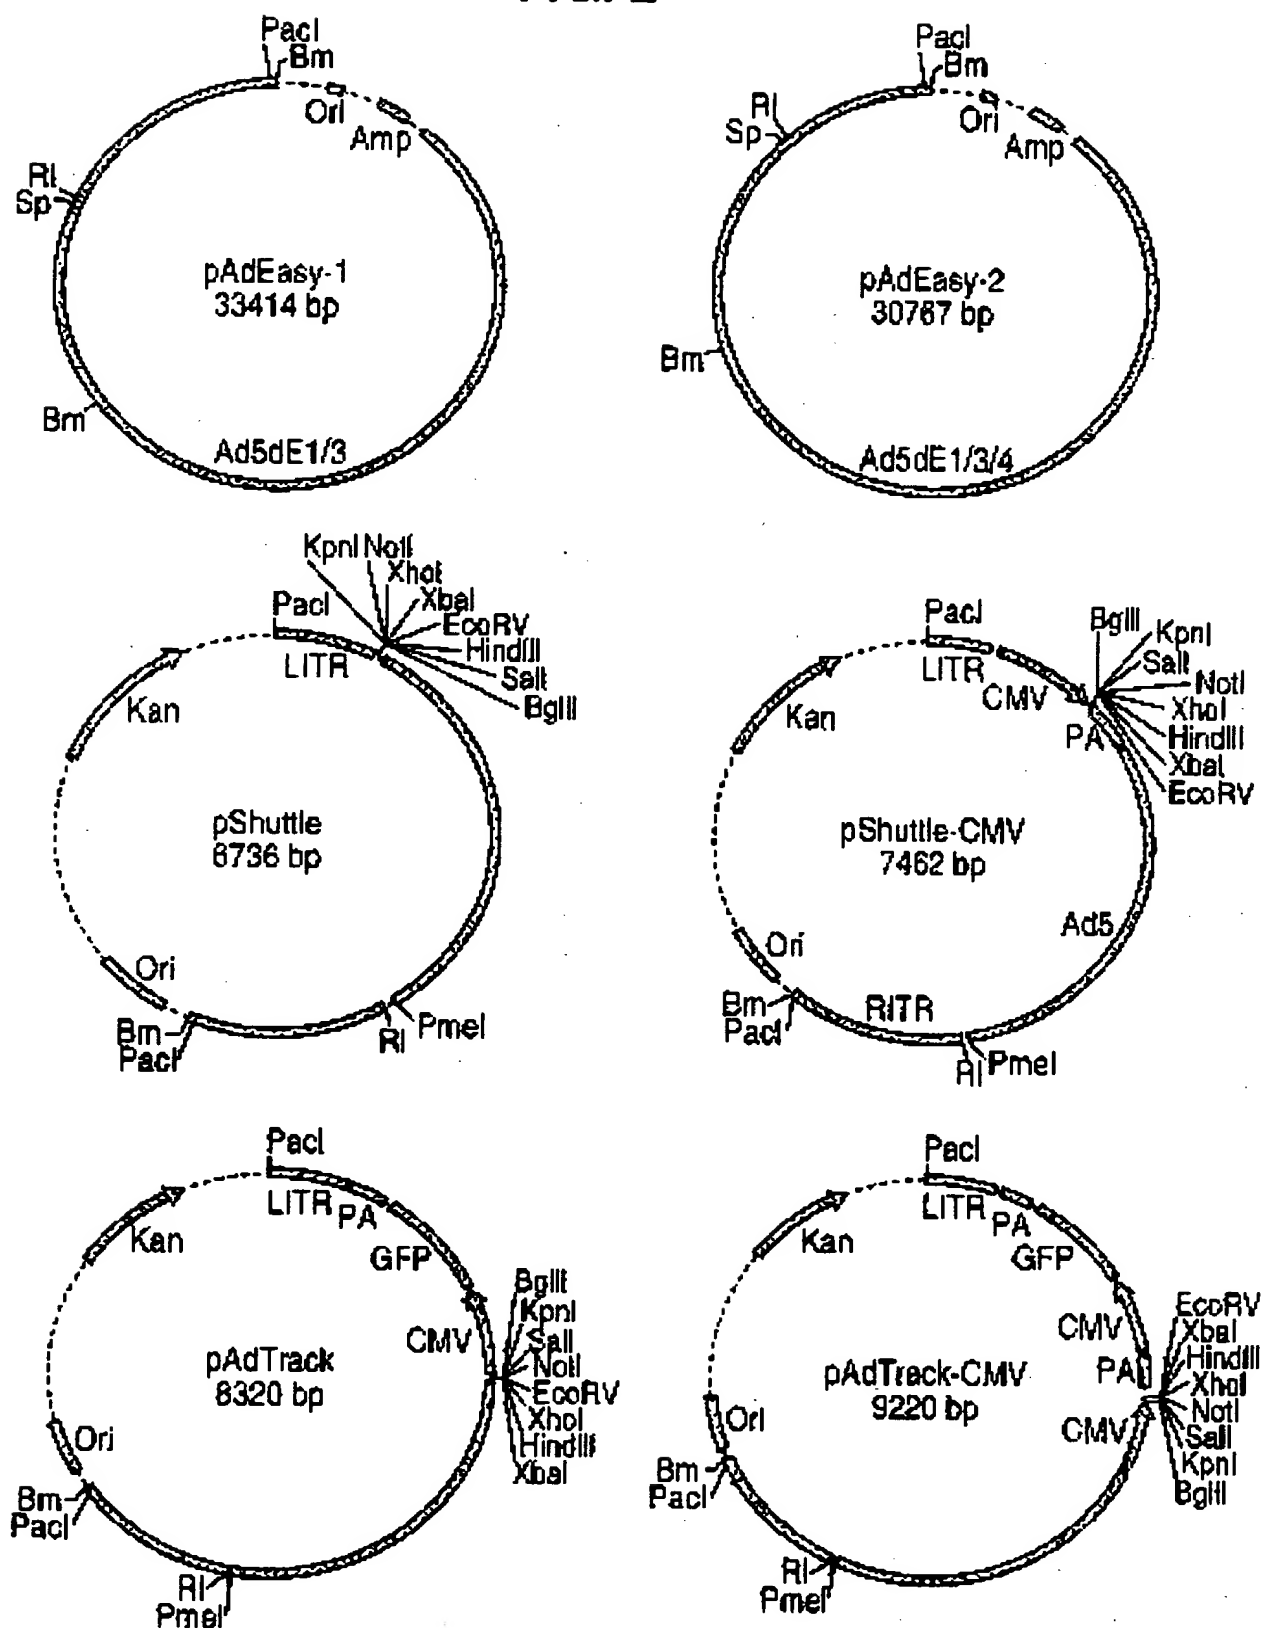 PacI
Bm
Ori
Amp
RI
Sp
pAdEasy-1
33414 bp
Bm
Ad5dE1/3
PacI
Bm
RI
Sp
Ori
Amp
pAdEasy-2
30767 bp
Bm
Ad5dE1/3/4
KpnI NotI
XhoI
XbaI
EcoRV
HindIII
SalI
BglII
PacI
LITR
Kan
pShuttle
6736 bp
Ori
Bm
PacI
RI
PmeI
PacI
BglII
KpnI
SalI
NotI
XhoI
HindIII
XbaI
EcoRV
LITR
CMV
PA
Kan
pShuttle-CMV
7462 bp
Ad5
Ori
Bm
PacI
RITR
RI
PmeI
PacI
LITR PA
Kan
GFP
BglII
KpnI
SalI
NotI
EcoRV
XhoI
HindIII
XbaI
CMV
pAdTrack
8320 bp
Ori
Bm
PacI
RI
PmeI
PacI
LITR
PA
Kan
GFP
CMV
PA
EcoRV
XbaI
HindIII
XhoI
NotI
SalI
KpnI
BglII
pAdTrack-CMV
9220 bp
CMV
Ori
Bm
PacI
RI
PmeI